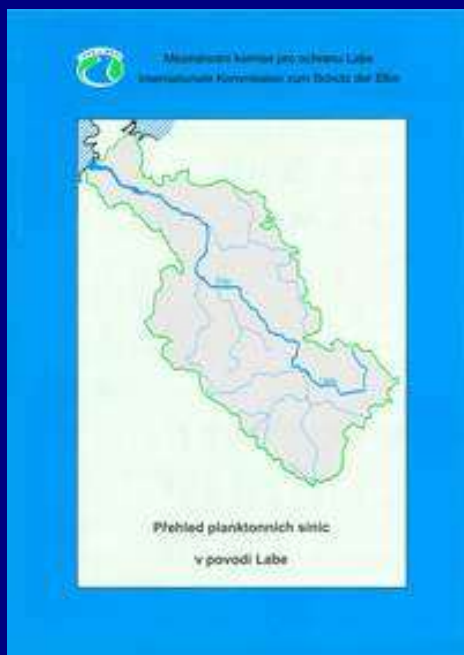 Mezinárodní komise pro ochranu Labe
Internationale Kommission zum Schutz der Elbe
Přehled planktonních sinic
v povodí Labe